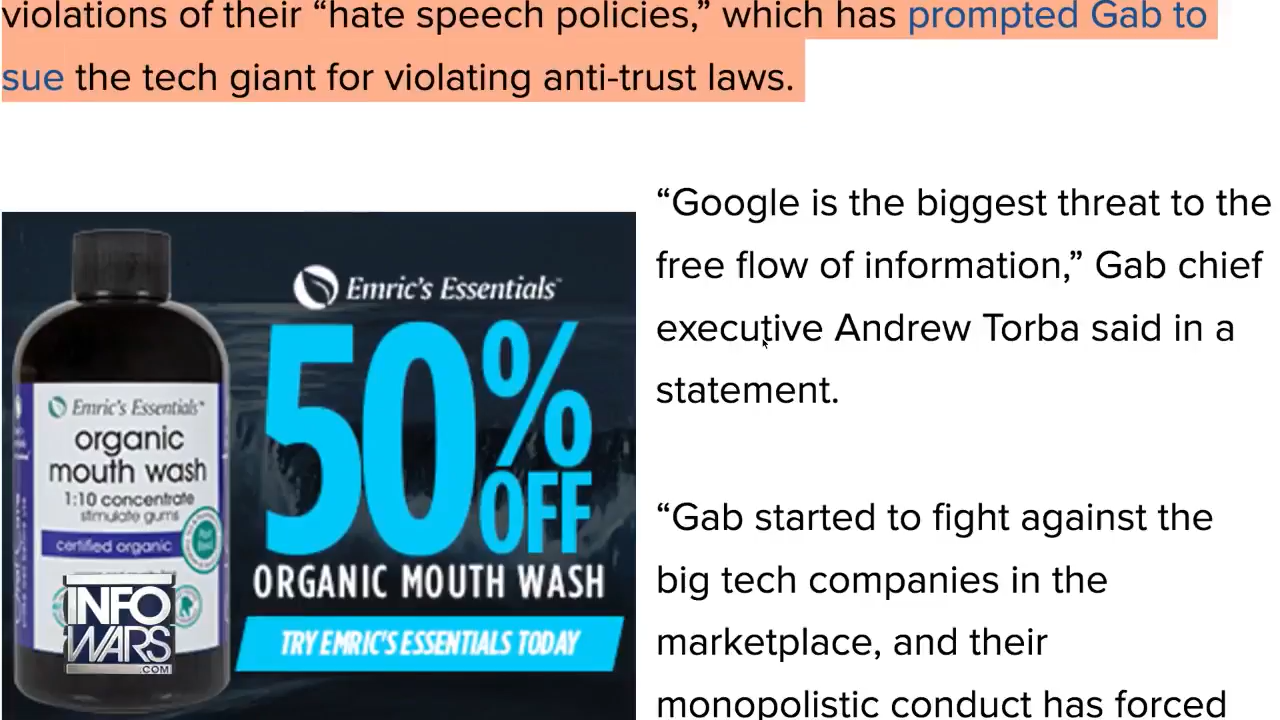 violations of their “hate speech policies,” which has prompted Gab to
sue the tech giant for violating anti-trust laws.
“Google is the biggest threat to the
free flow of information,” Gab chief
executive Andrew Torba said in a
statement.
“Gab started to fight against the
big tech companies in the
marketplace, and their
monopolistic conduct has forced
Emric's Essentials™
50%
OFF
ORGANIC MOUTH WASH
TRY EMRIC'S ESSENTIALS TODAY
Emric's Essentials™
organic
mouth wash
1:10 concentrate
stimulate gums
certified organic
INFO
WARS
.COM